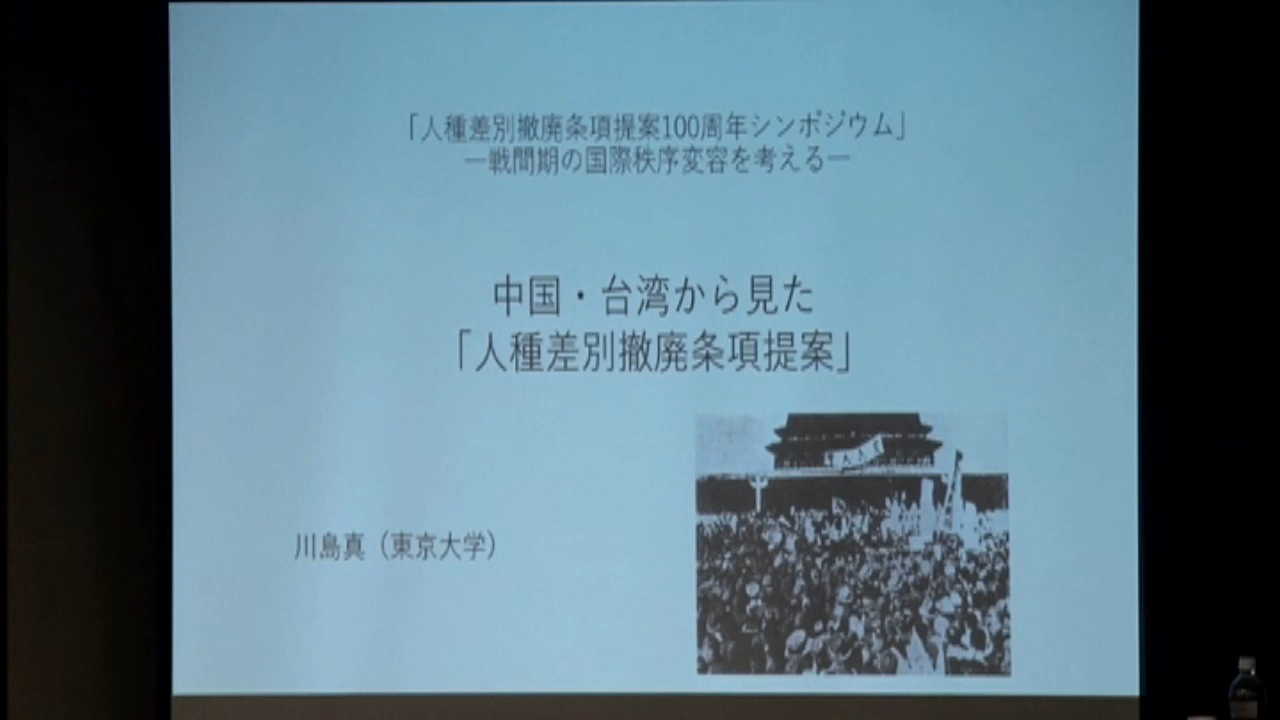 「人種差別撤廃条項提案100周年シンポジウム」
―戦間期の国際秩序変容を考える―
中国・台湾から見た
「人種差別撤廃条項提案」
川島真（東京大学）